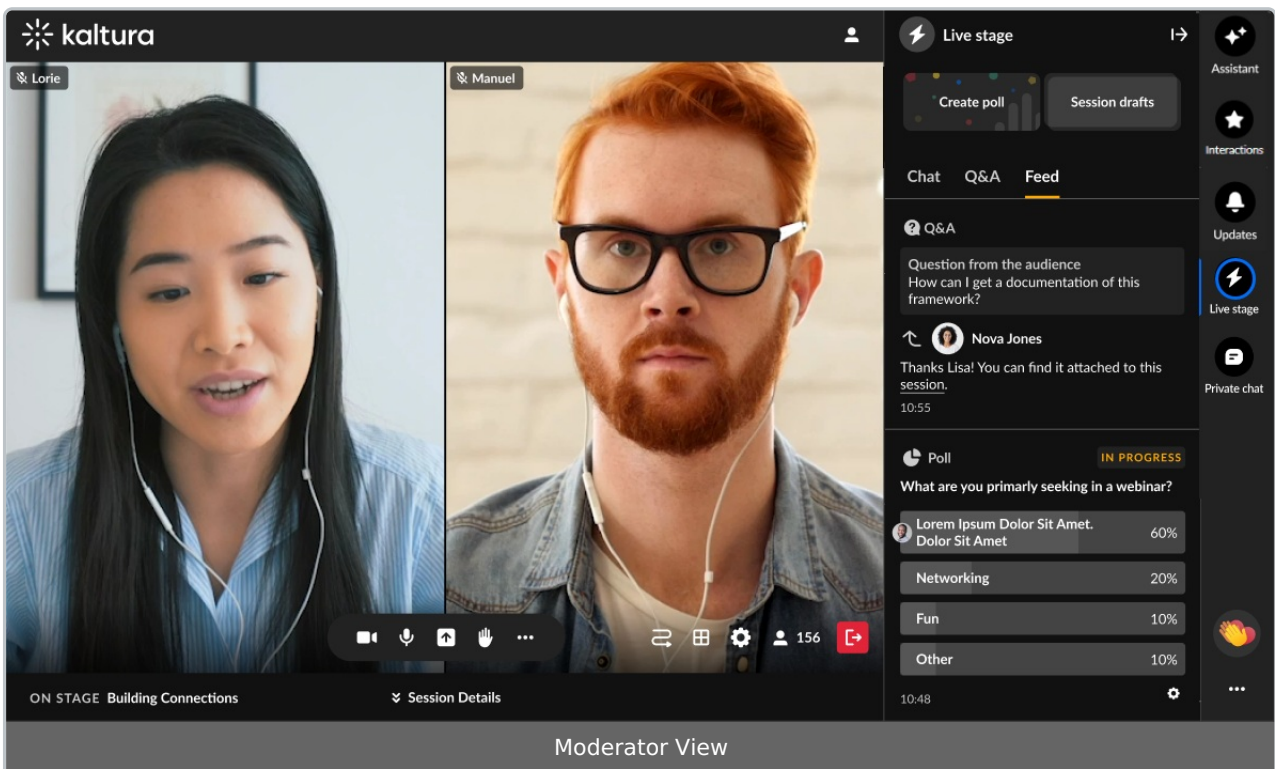 kaltura
Lorie
Manuel
156
ON STAGE Building Connections
Session Details
Live stage
Create poll
Session drafts
Chat Q&A Feed
Q&A
Question from the audience
How can I get a documentation of this
framework?
Nova Jones
Thanks Lisa! You can find it attached to this
session.
10:55
Poll
IN PROGRESS
What are you primarly seeking in a webinar?
Lorem Ipsum Dolor Sit Amet.
Dolor Sit Amet
60%
Networking 20%
Fun 10%
Other 10%
10:48
Assistant
Interactions
Updates
Live stage
Private chat
Moderator View